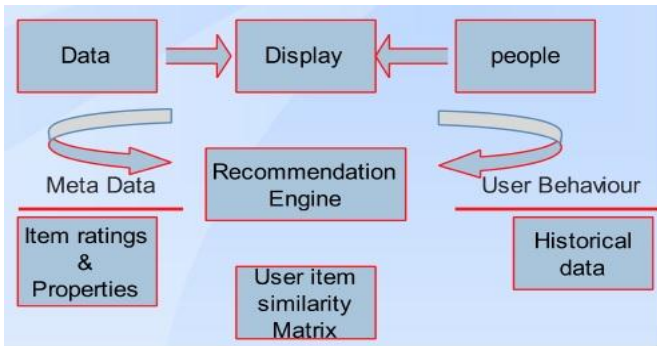 Data
Display
people
Recommendation
Engine
Meta Data
User Behaviour
Item ratings
&
Properties
Historical
data
User item
similarity
Matrix